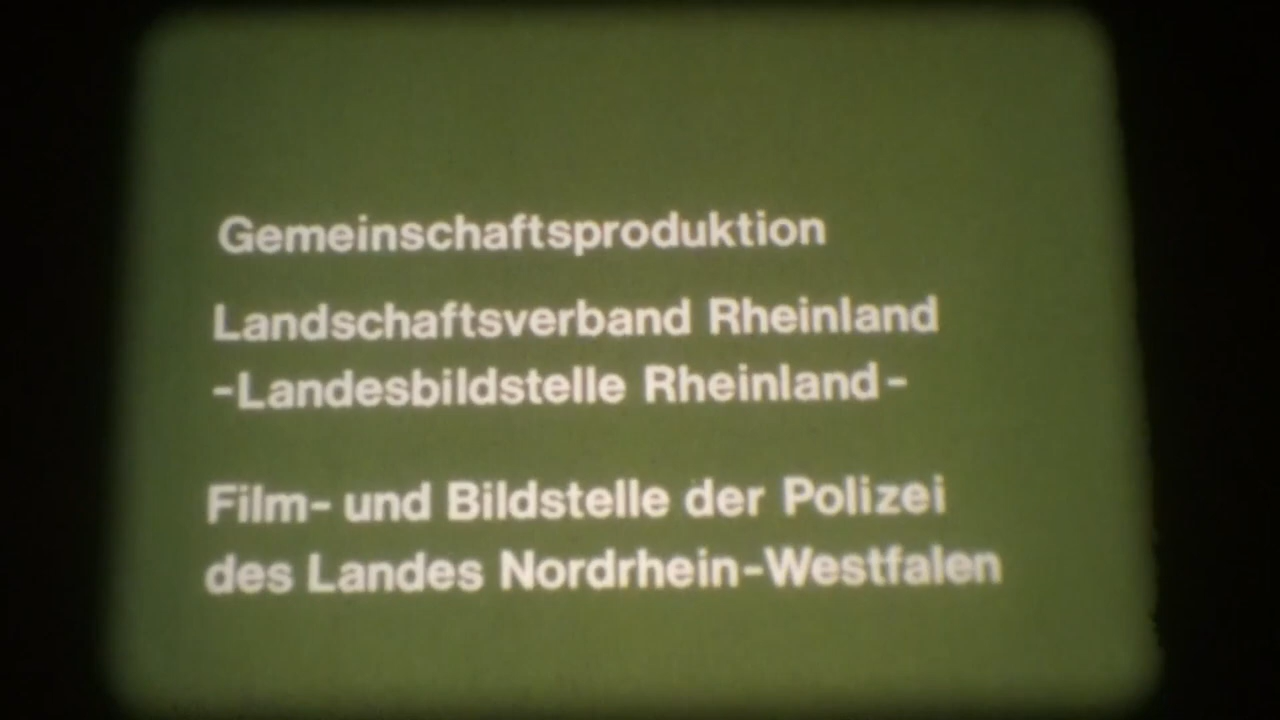 Gemeinschaftsproduktion
Landschaftsverband Rheinland
-Landesbildstelle Rheinland-
Film- und Bildstelle der Polizei
des Landes Nordrhein-Westfalen